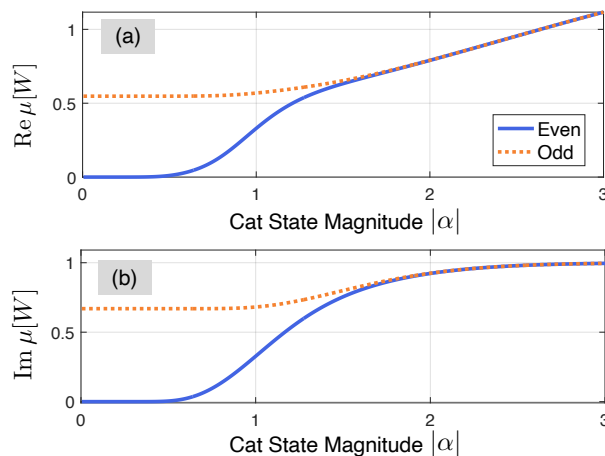 (a)
Re μ[W]
1
0.5
0
Even
Odd
0 1 2 3
Cat State Magnitude |α|
(b)
Im μ[W]
1
0.5
0
0 1 2 3
Cat State Magnitude |α|